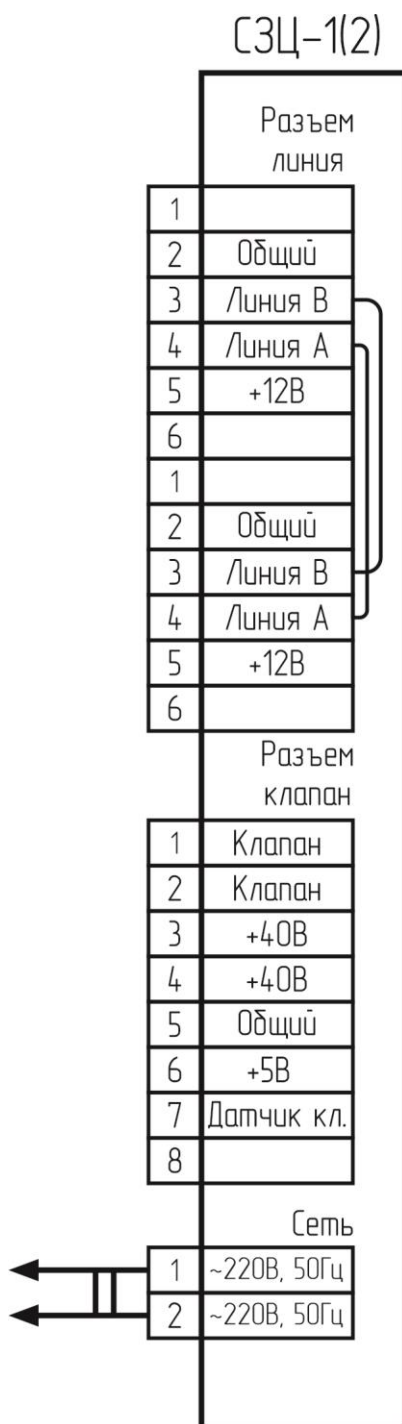 СЗЦ-1(2)
Разъем
линия
1
2 Общий
3 Линия В
4 Линия А
5 +12В
6
1
2 Общий
3 Линия В
4 Линия А
5 +12В
6
Разъем
клапан
1 Клапан
2 Клапан
3 +40В
4 +40В
5 Общий
6 +5В
7 Датчик кл.
8
Сеть
1 ~220В, 50Гц
2 ~220В, 50Гц